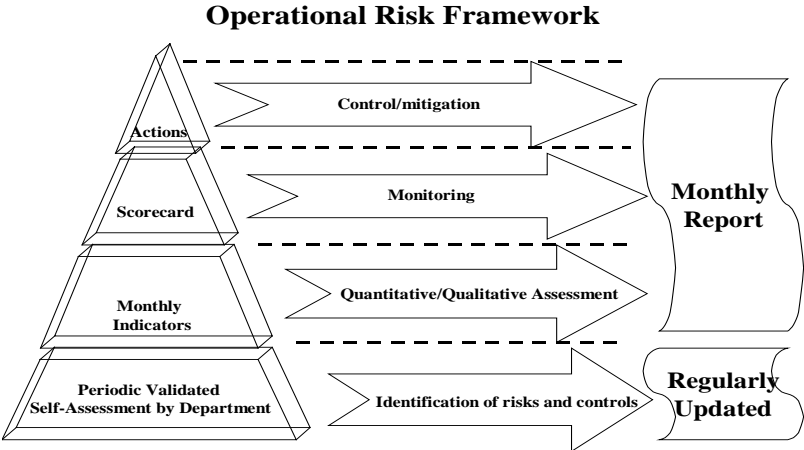 Operational Risk Framework
Actions
Control/mitigation
Scorecard
Monitoring
Monthly
Report
Monthly
Indicators
Quantitative/Qualitative Assessment
Periodic Validated
Self-Assessment by Department
Identification of risks and controls
Regularly
Updated